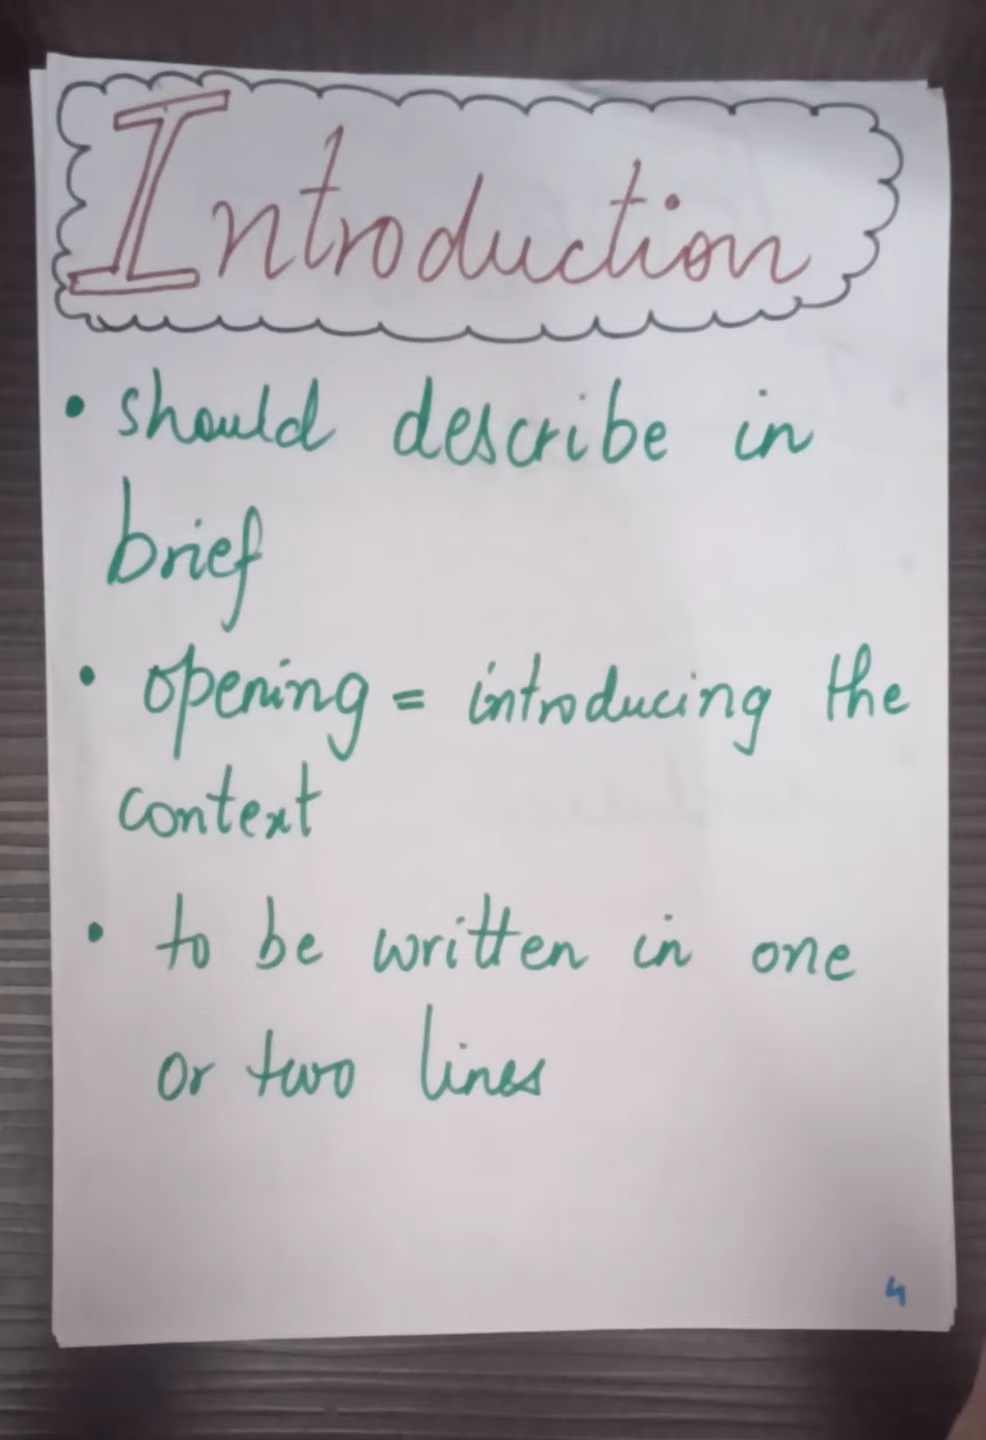 Introduction
• should describe in
brief
• opening = introducing the
context
• to be written in one
or two lines
4